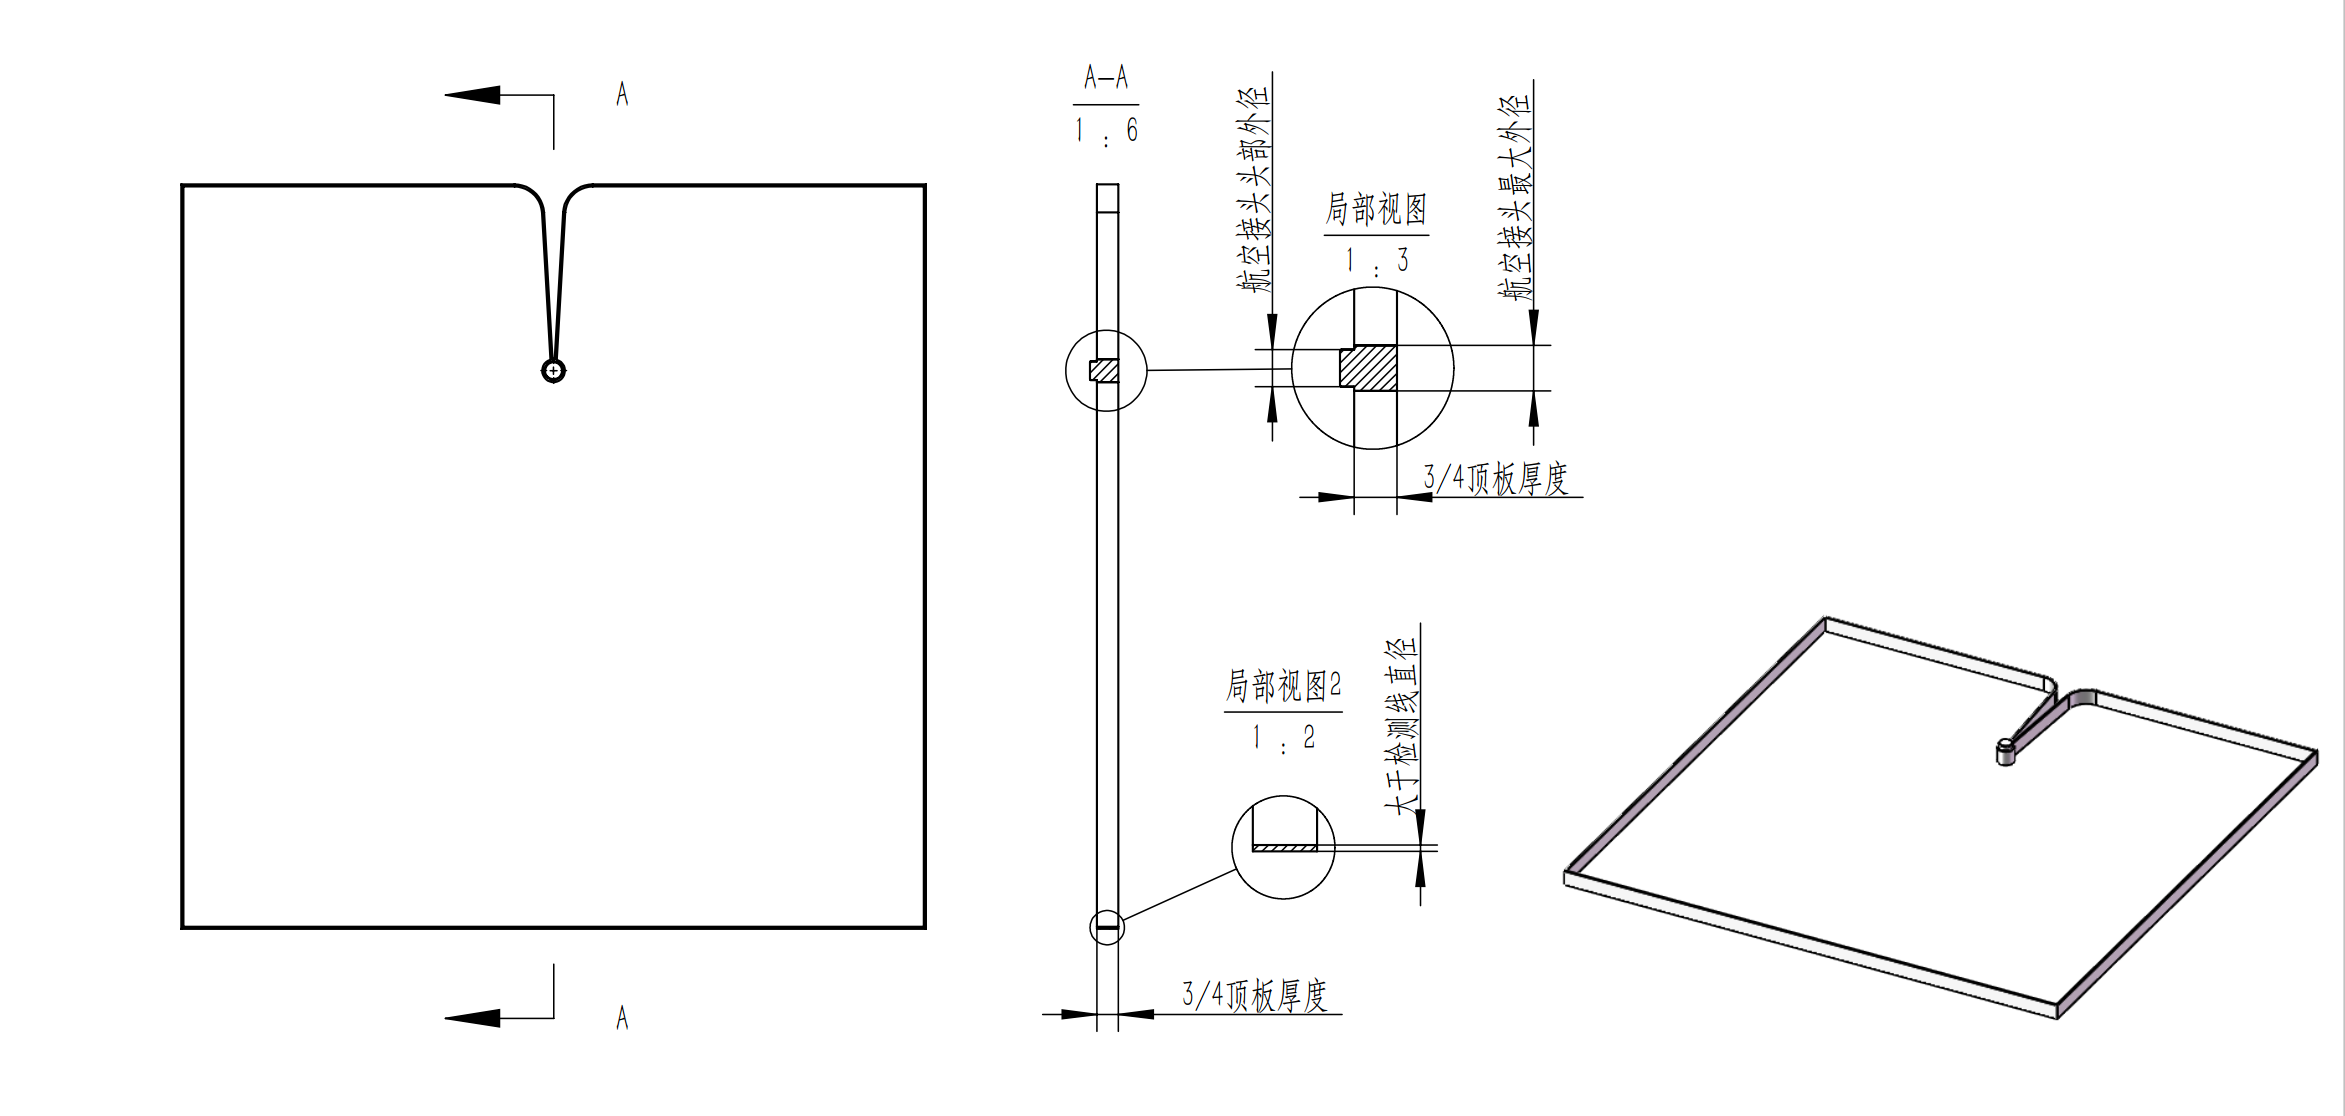 A
A
A-A
1 : 6
航空接头头部外径
局部视图
1 : 3
航空接头最大外径
3/4顶板厚度
局部视图2
1 : 2
大于检测线直径
3/4顶板厚度